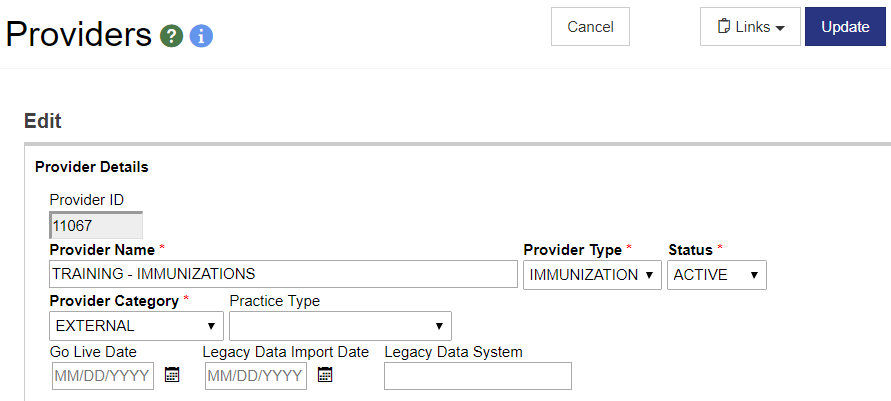 Providers ? i Cancel Links Update
Edit
Provider Details
Provider ID
11067
Provider Name * Provider Type * Status *
TRAINING - IMMUNIZATIONS IMMUNIZATION ACTIVE
Provider Category * Practice Type
EXTERNAL
Go Live Date Legacy Data Import Date Legacy Data System
MM/DD/YYYY MM/DD/YYYY